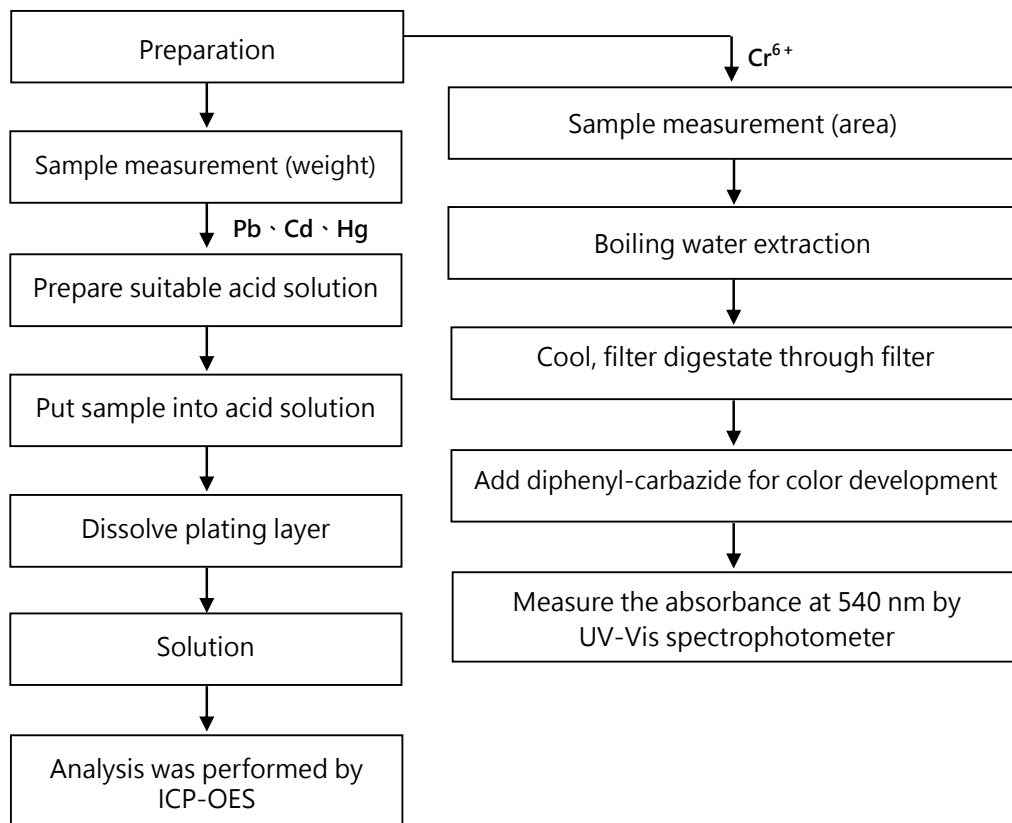 Preparation
Sample measurement (weight)
Pb、Cd、Hg
Prepare suitable acid solution
Put sample into acid solution
Dissolve plating layer
Solution
Analysis was performed by
ICP-OES
Cr⁶⁺
Sample measurement (area)
Boiling water extraction
Cool, filter digestate through filter
Add diphenyl-carbazide for color development
Measure the absorbance at 540 nm by
UV-Vis spectrophotometer